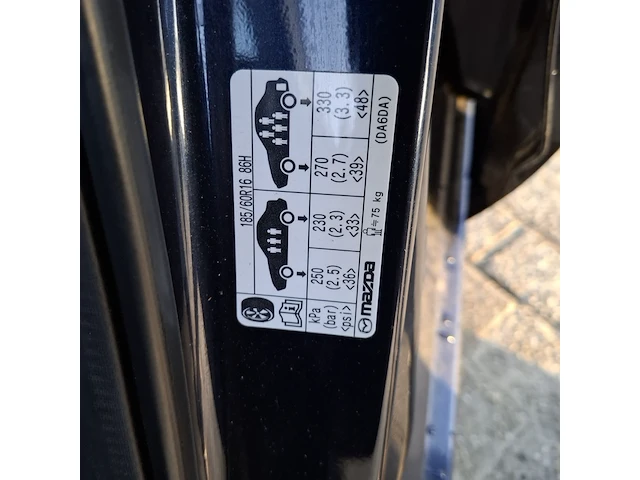 185/60R16 86H
kPa 250 230 270 330
(bar) (2.5) (2.3) (2.7) (3.3)
<psi> <36> <33> <39> <48>
mazda ≒75 kg (DA6DA)